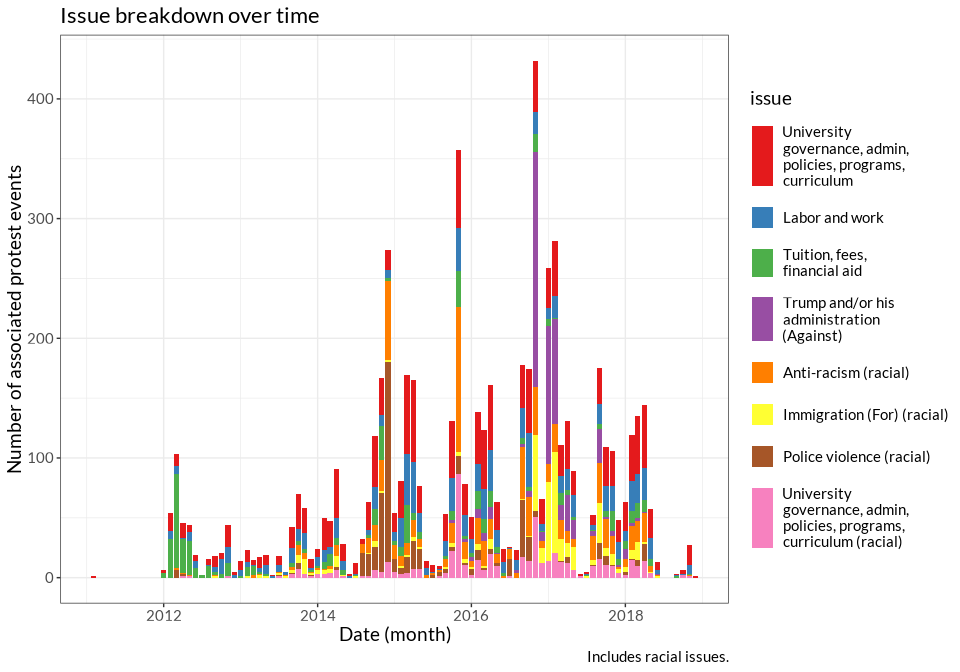 Issue breakdown over time
Number of associated protest events
400
300
200
100
0
2012
2014
2016
2018
Date (month)
issue
University
governance, admin,
policies, programs,
curriculum
Labor and work
Tuition, fees,
financial aid
Trump and/or his
administration
(Against)
Anti-racism (racial)
Immigration (For) (racial)
Police violence (racial)
University
governance, admin,
policies, programs,
curriculum (racial)
Includes racial issues.